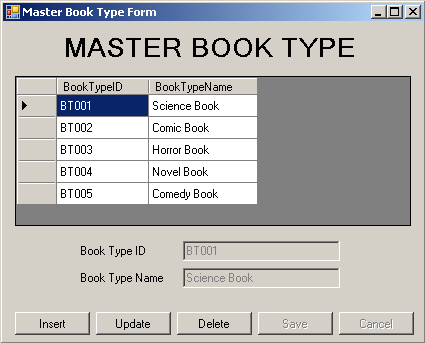 Master Book Type Form
MASTER BOOK TYPE
BookTypeID BookTypeName
BT001 Science Book
BT002 Comic Book
BT003 Horror Book
BT004 Novel Book
BT005 Comedy Book
Book Type ID BT001
Book Type Name Science Book
Insert Update Delete Save Cancel